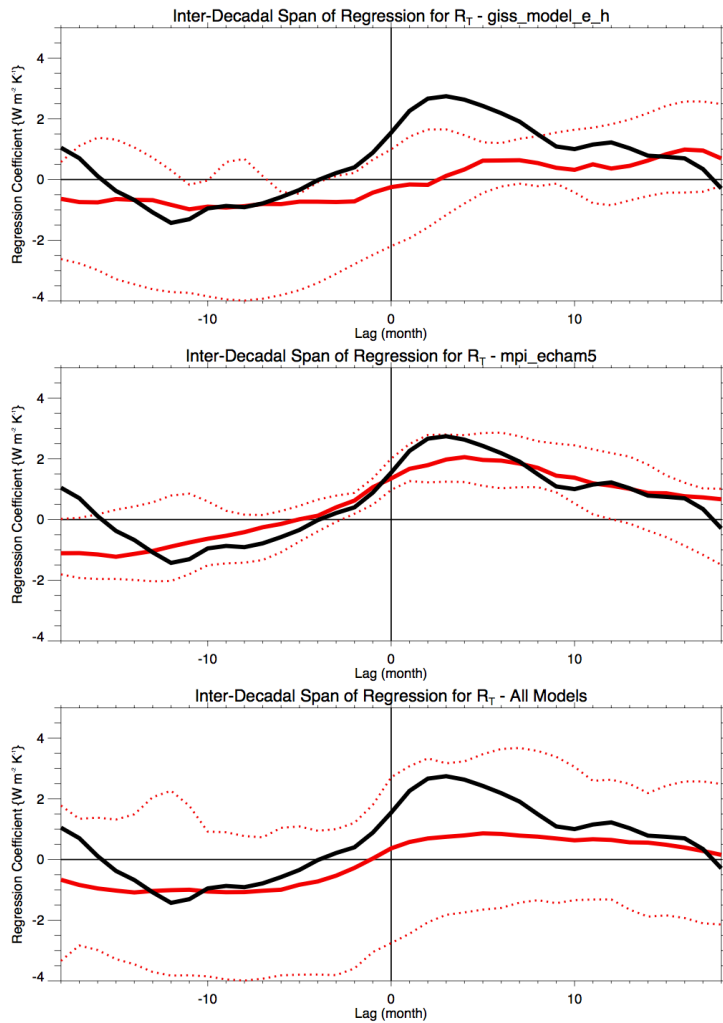 Inter-Decadal Span of Regression for R_T - giss_model_e_h
Regression Coefficient {W m⁻² K⁻¹}
4
2
0
-2
-4
-10
0
10
Lag (month)
Inter-Decadal Span of Regression for R_T - mpi_echam5
Regression Coefficient {W m⁻² K⁻¹}
4
2
0
-2
-4
-10
0
10
Lag (month)
Inter-Decadal Span of Regression for R_T - All Models
Regression Coefficient {W m⁻² K⁻¹}
4
2
0
-2
-4
-10
0
10
Lag (month)